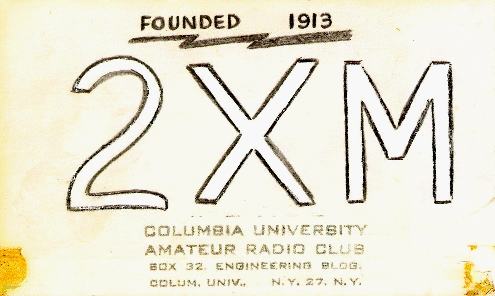 FOUNDED 1913
2XM
COLUMBIA UNIVERSITY
AMATEUR RADIO CLUB
BOX 32, ENGINEERING BLDG.
COLUM. UNIV., N.Y. 27, N.Y.